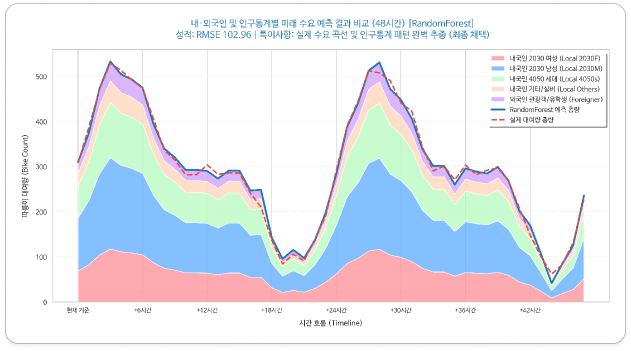 내·외국인 및 인구통계별 미래 수요 예측 결과 비교 (48시간) [RandomForest]
성적: RMSE 102.96 | 특이사항: 실제 수요 곡선 및 인구통계 패턴 완벽 추종 (최종 채택)
내국인 2030 여성 (Local 2030F)
내국인 2030 남성 (Local 2030M)
내국인 4050 세대 (Local 4050s)
내국인 기타/실버 (Local Others)
외국인 관광객/유학생 (Foreigner)
RandomForest 예측 총량
실제 대여량 총량
따릉이 대여량 (Bike Count)
500
400
300
200
100
0
현재 기준
+6시간
+12시간
+18시간
+24시간
+30시간
+36시간
+42시간
시간 흐름 (Timeline)